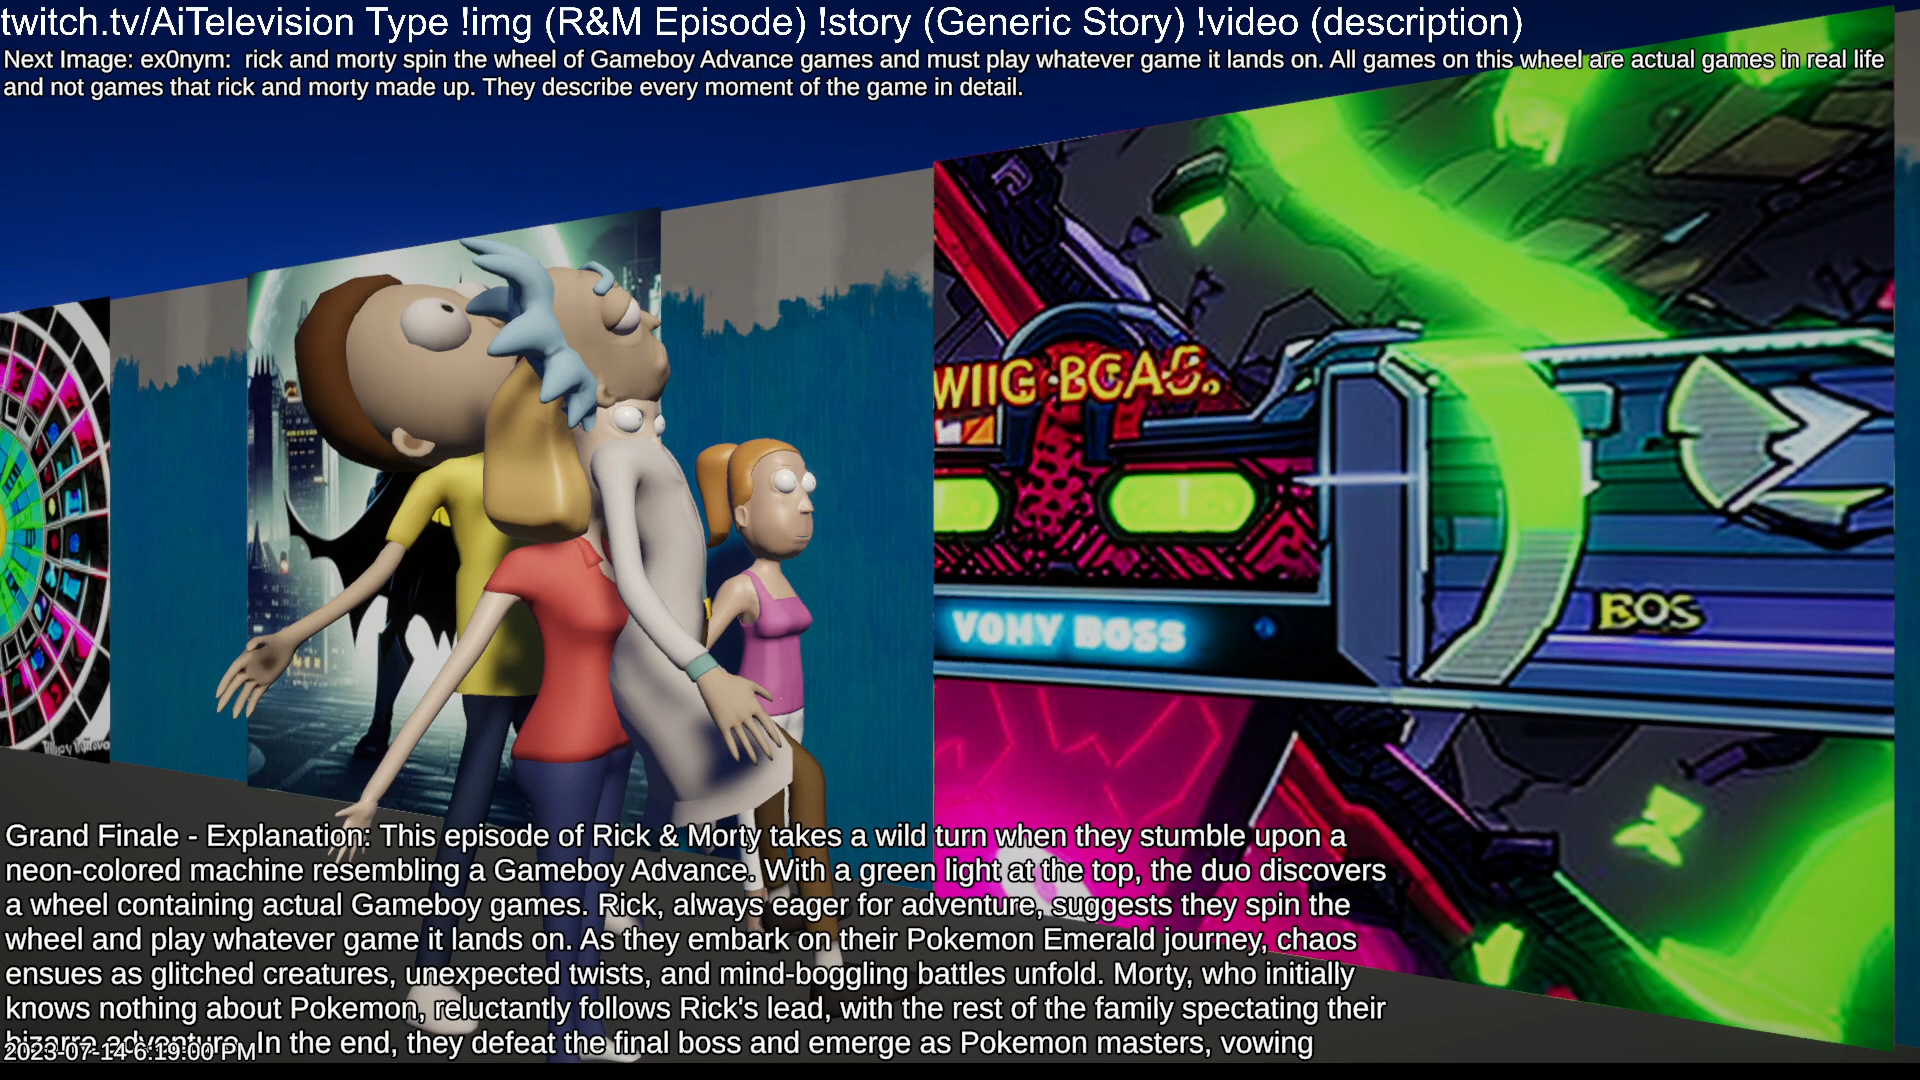 twitch.tv/AiTelevision Type !img (R&M Episode) !story (Generic Story) !video (description)
Next Image: ex0nym:  rick and morty spin the wheel of Gameboy Advance games and must play whatever game it lands on. All games on this wheel are actual games in real life
and not games that rick and morty made up. They describe every moment of the game in detail.
WIIG BCAG.
VOHY BOSS
BOS
Grand Finale - Explanation: This episode of Rick & Morty takes a wild turn when they stumble upon a
neon-colored machine resembling a Gameboy Advance. With a green light at the top, the duo discovers
a wheel containing actual Gameboy games. Rick, always eager for adventure, suggests they spin the
wheel and play whatever game it lands on. As they embark on their Pokemon Emerald journey, chaos
ensues as glitched creatures, unexpected twists, and mind-boggling battles unfold. Morty, who initially
knows nothing about Pokemon, reluctantly follows Rick's lead, with the rest of the family spectating their
bizarre adventure. In the end, they defeat the final boss and emerge as Pokemon masters, vowing
2023-07-14 6:19:00 PM